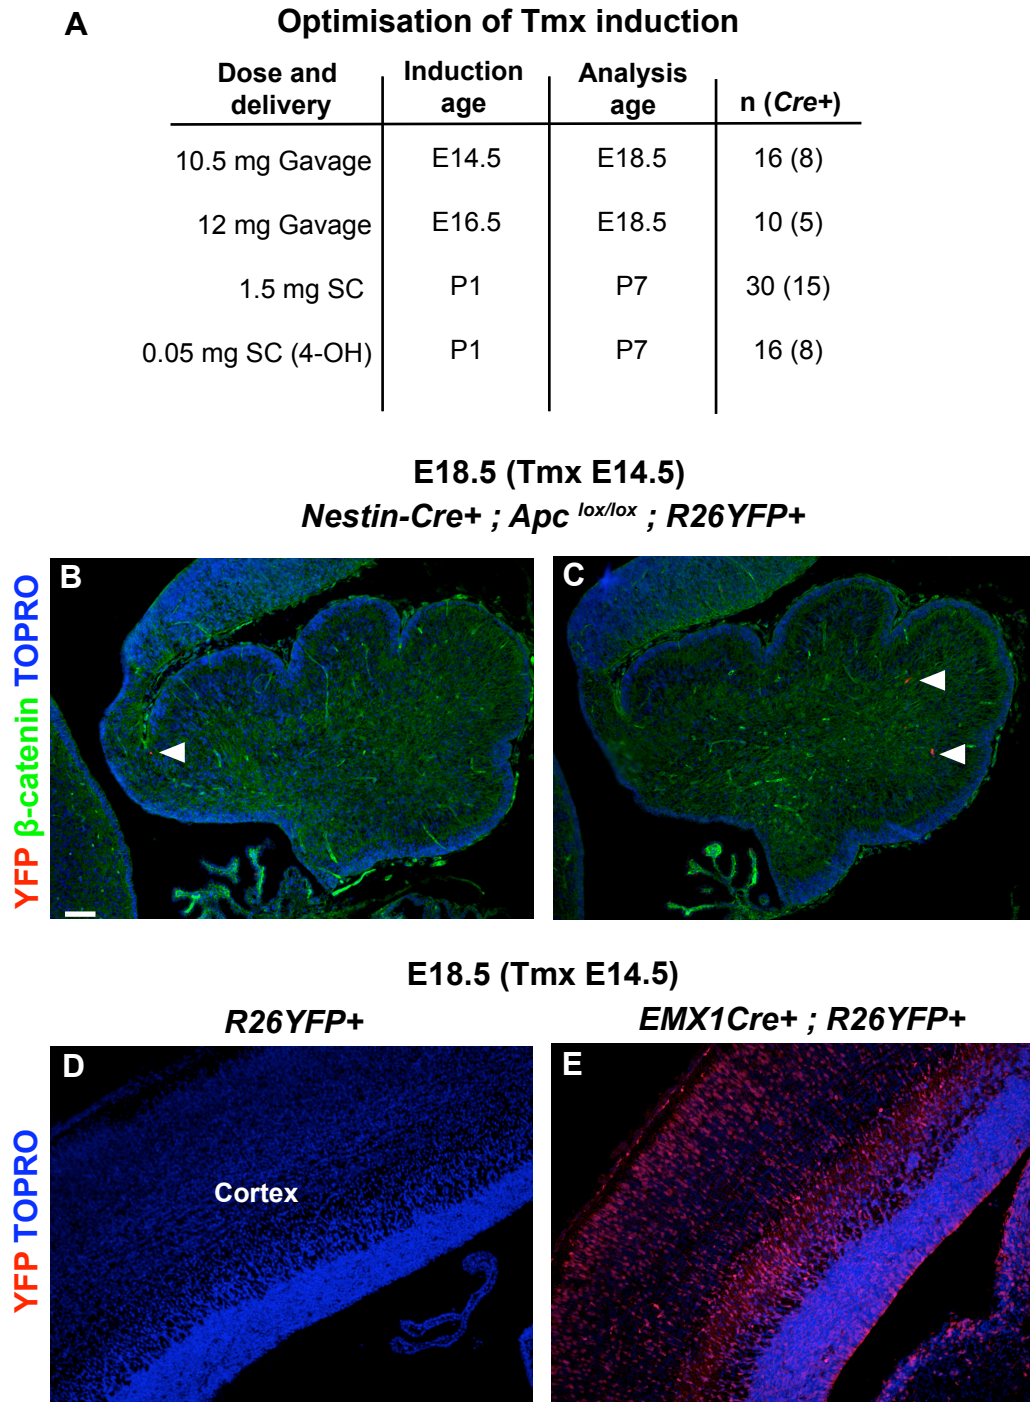 A
Optimisation of Tmx induction
Dose and delivery
Induction age
Analysis age
n (Cre+)
10.5 mg Gavage E14.5 E18.5 16 (8)
12 mg Gavage E16.5 E18.5 10 (5)
1.5 mg SC P1 P7 30 (15)
0.05 mg SC (4-OH) P1 P7 16 (8)
E18.5 (Tmx E14.5)
Nestin-Cre+ ; Apc lox/lox ; R26YFP+
YFP β-catenin TOPRO
B
C
E18.5 (Tmx E14.5)
R26YFP+
EMX1Cre+ ; R26YFP+
YFP TOPRO
D
Cortex
E